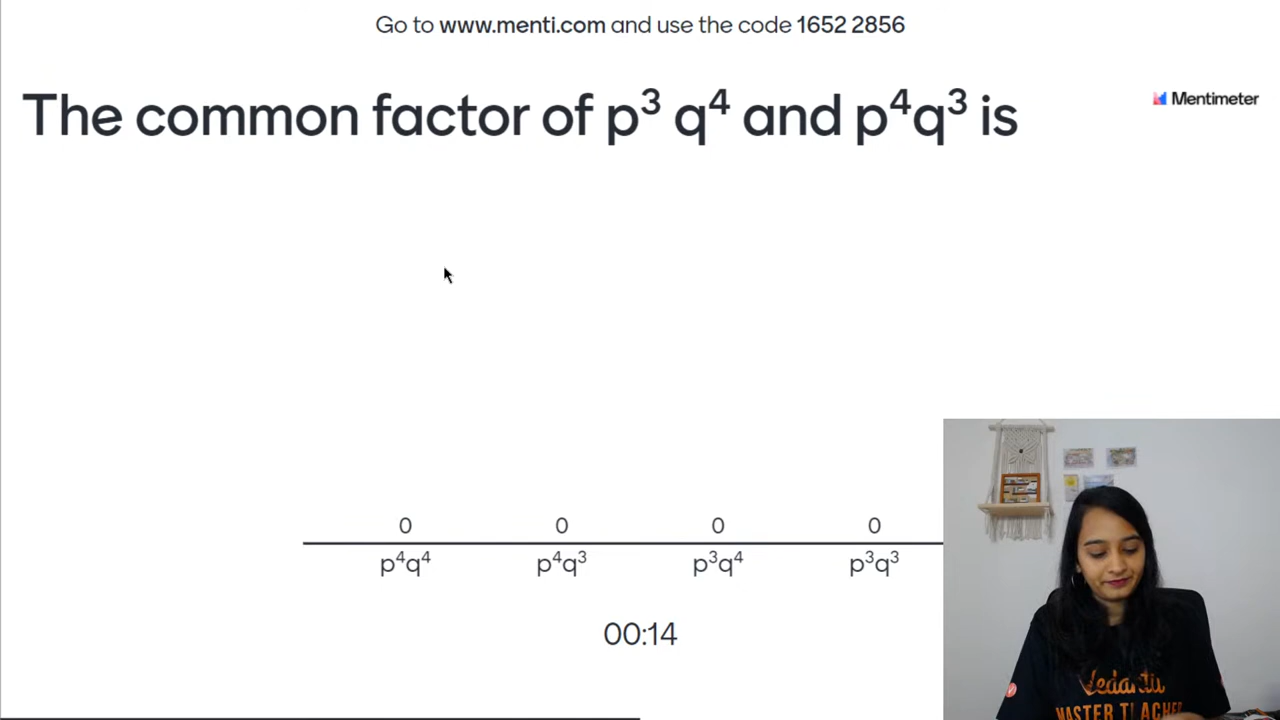 Go to www.menti.com and use the code 1652 2856
The common factor of p³ q⁴ and p⁴q³ is
Mentimeter
0 0 0 0
p⁴q⁴ p⁴q³ p³q⁴ p³q³
00:14
Vedantu
MASTER TEACHER